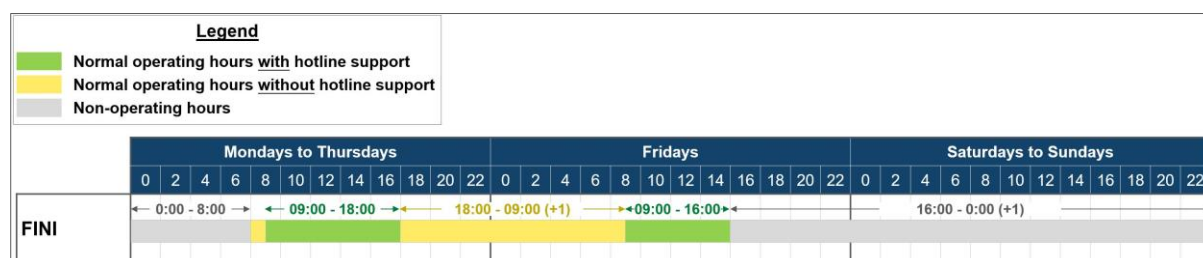 Legend
Normal operating hours with hotline support
Normal operating hours without hotline support
Non-operating hours
Mondays to Thursdays Fridays Saturdays to Sundays
0 2 4 6 8 10 12 14 16 18 20 22 0 2 4 6 8 10 12 14 16 18 20 22 0 2 4 6 8 10 12 14 16 18 20 22
0:00 - 8:00 09:00 - 18:00 18:00 - 09:00 (+1) 09:00 - 16:00 16:00 - 0:00 (+1)
FINI